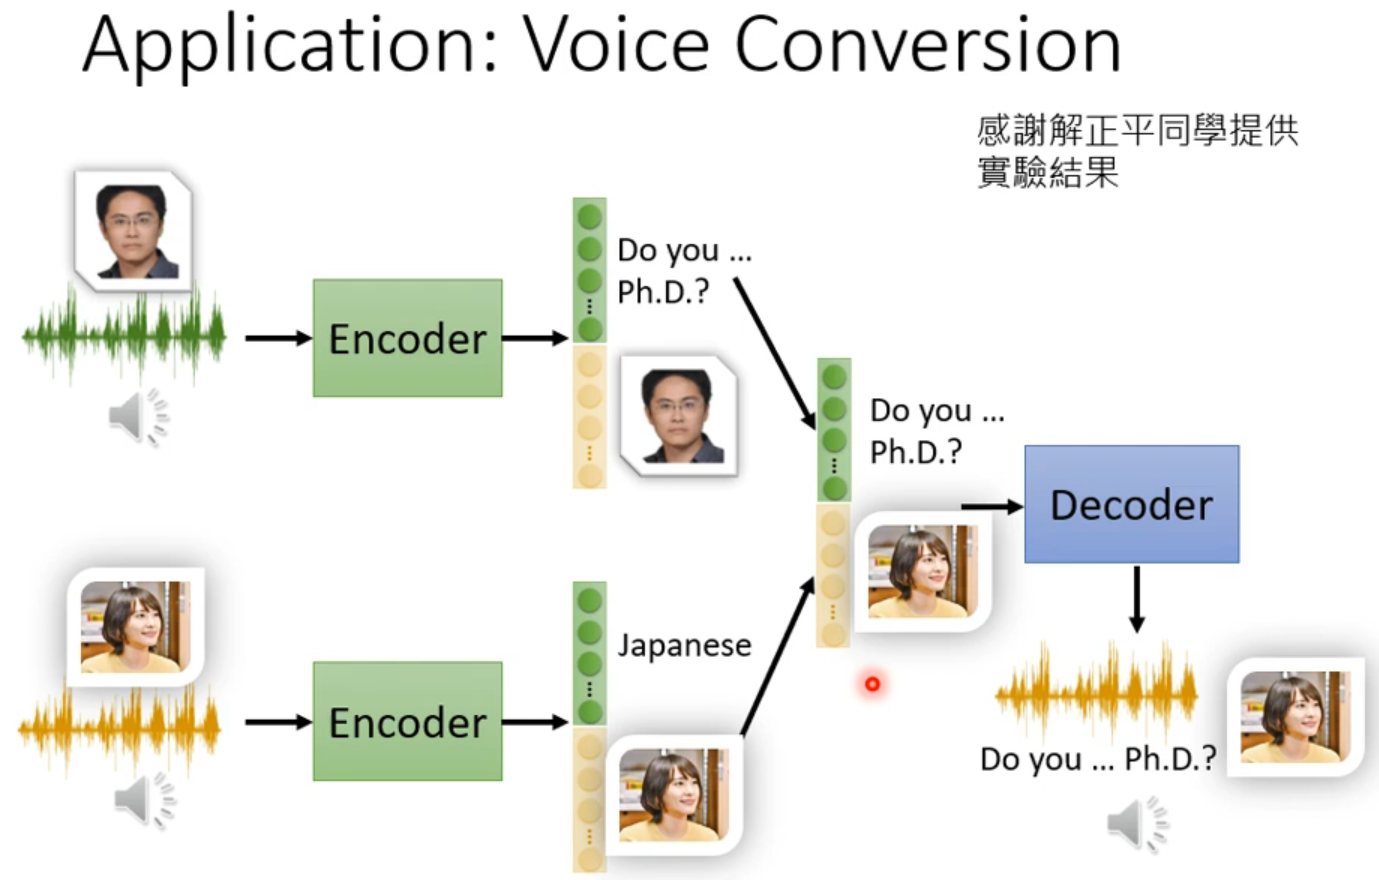 Application: Voice Conversion
感謝解正平同學提供
實驗結果
Encoder
Do you ...
Ph.D.?
Do you ...
Ph.D.?
Decoder
Encoder
Japanese
Do you ... Ph.D.?